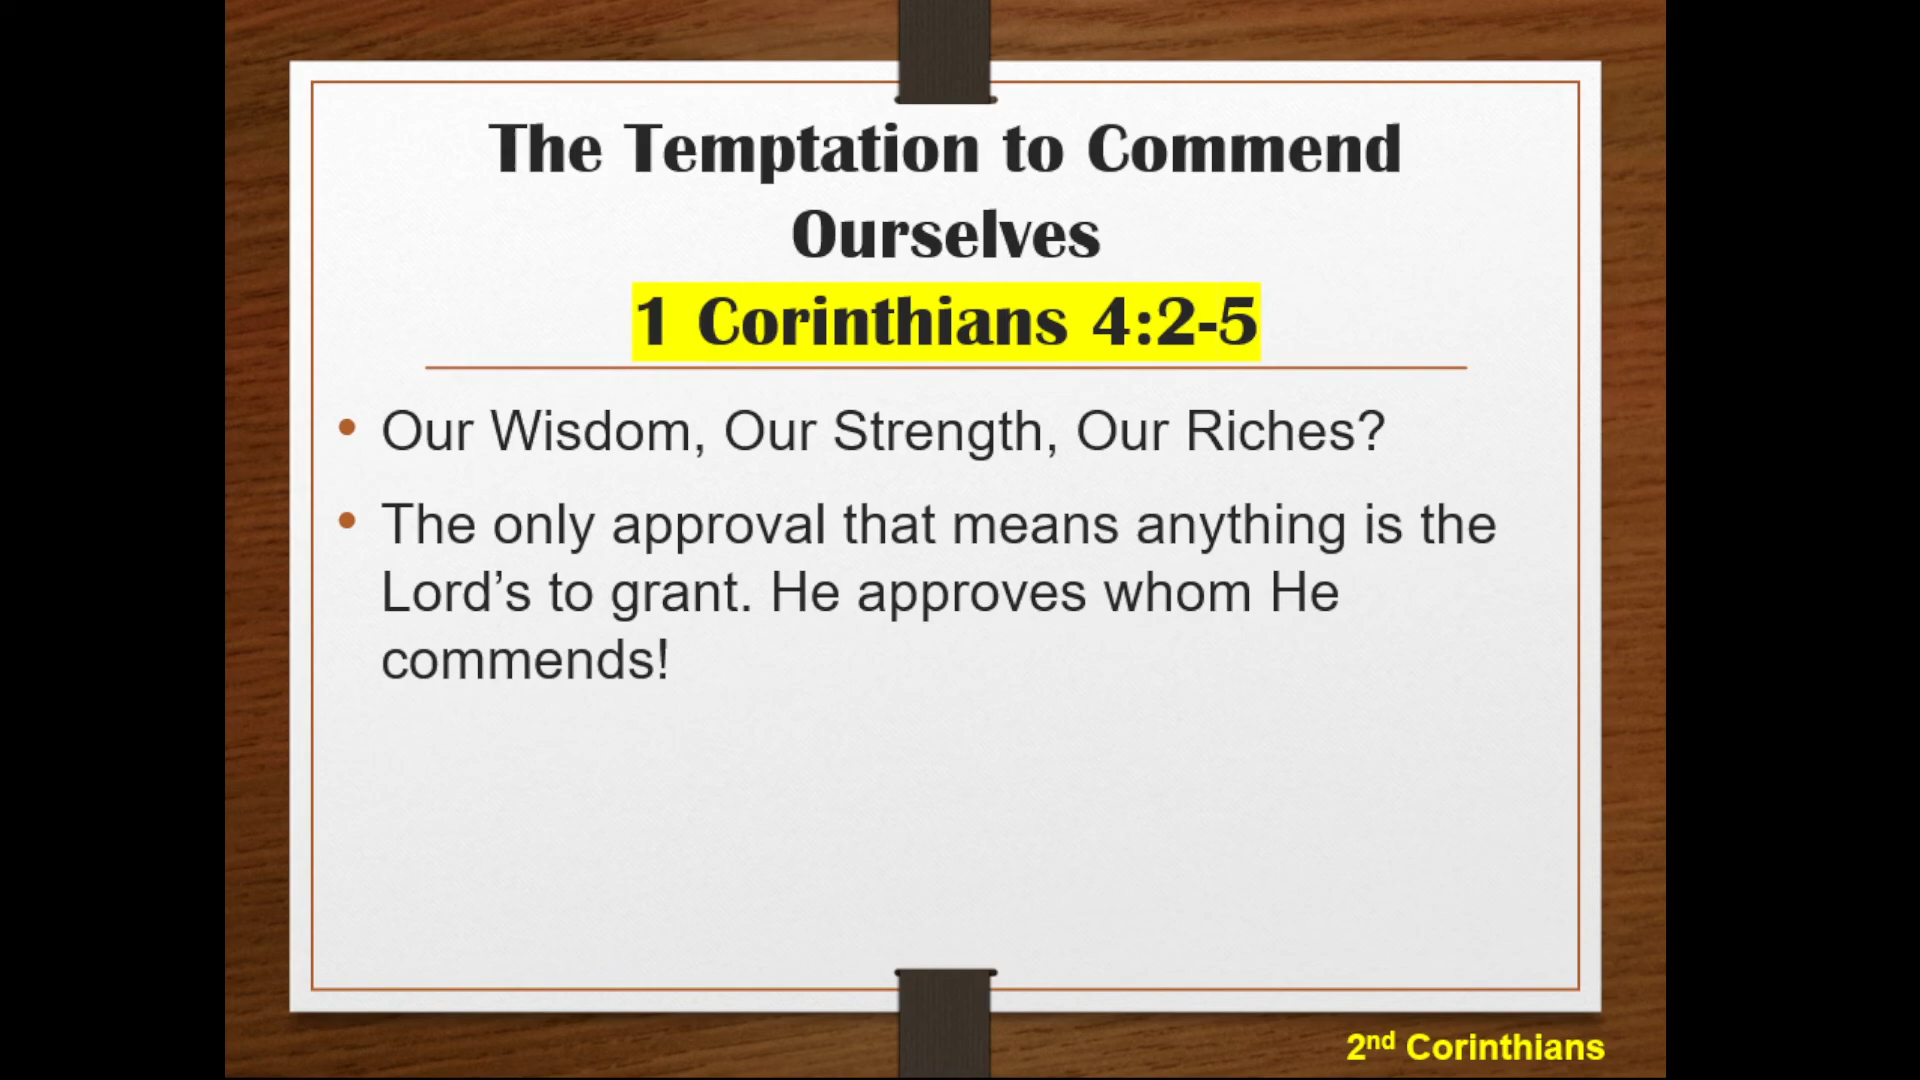 The Temptation to Commend
Ourselves
1 Corinthians 4:2-5
• Our Wisdom, Our Strength, Our Riches?
• The only approval that means anything is the
Lord’s to grant. He approves whom He
commends!
2nd Corinthians